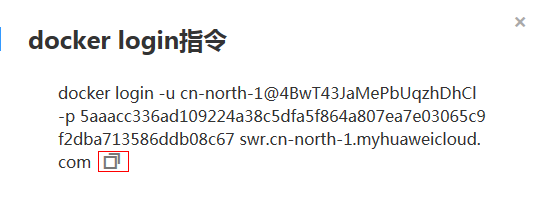 docker login指令
docker login -u cn-north-1@4BwT43JaMePbUqzhDhCl
-p 5aaacc336ad109224a38c5dfa5f864a807ea7e03065c9
f2dba713586ddb08c67 swr.cn-north-1.myhuaweicloud.
com